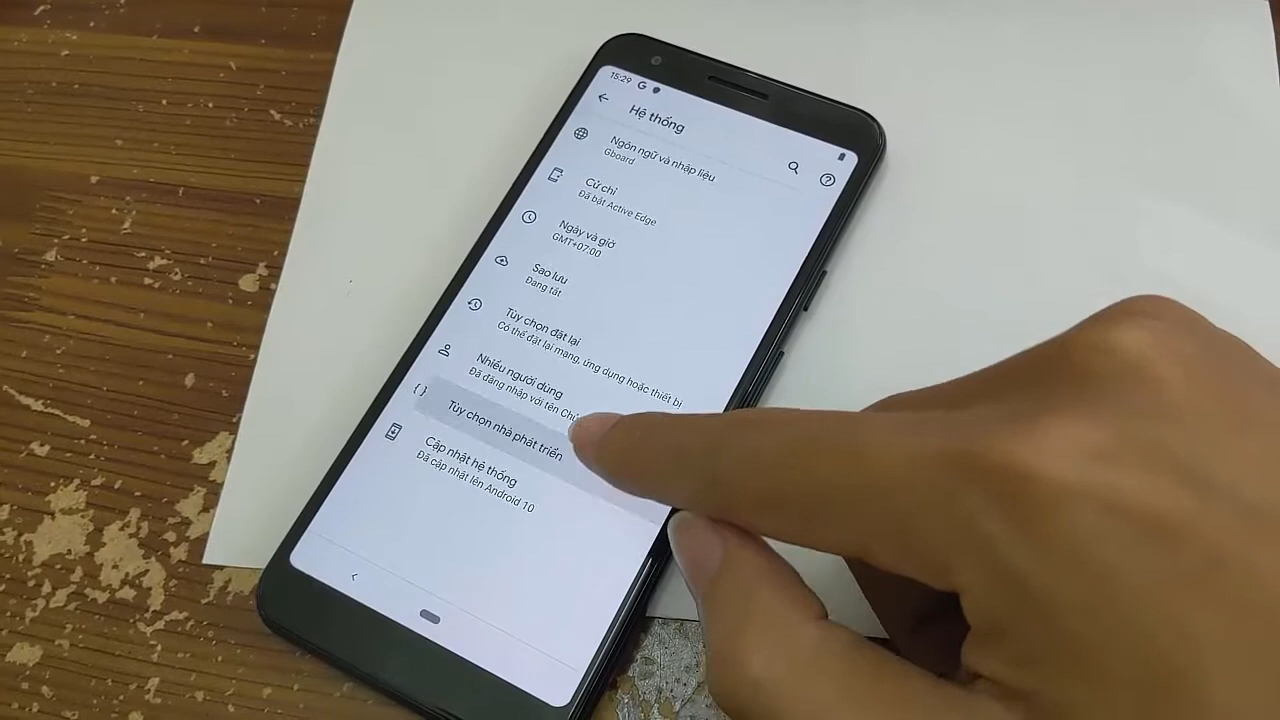 15:29 G
Hệ thống
Ngôn ngữ và nhập liệu
Gboard
Cử chỉ
Đã bật Active Edge
Ngày và giờ
GMT+07:00
Sao lưu
Đang tắt
Tùy chọn đặt lại
Có thể đặt lại mạng, ứng dụng hoặc thiết bị
Nhiều người dùng
Đã đăng nhập với tên
Tùy chọn nhà phát triển
Cập nhật hệ thống
Đã cập nhật lên Android 10